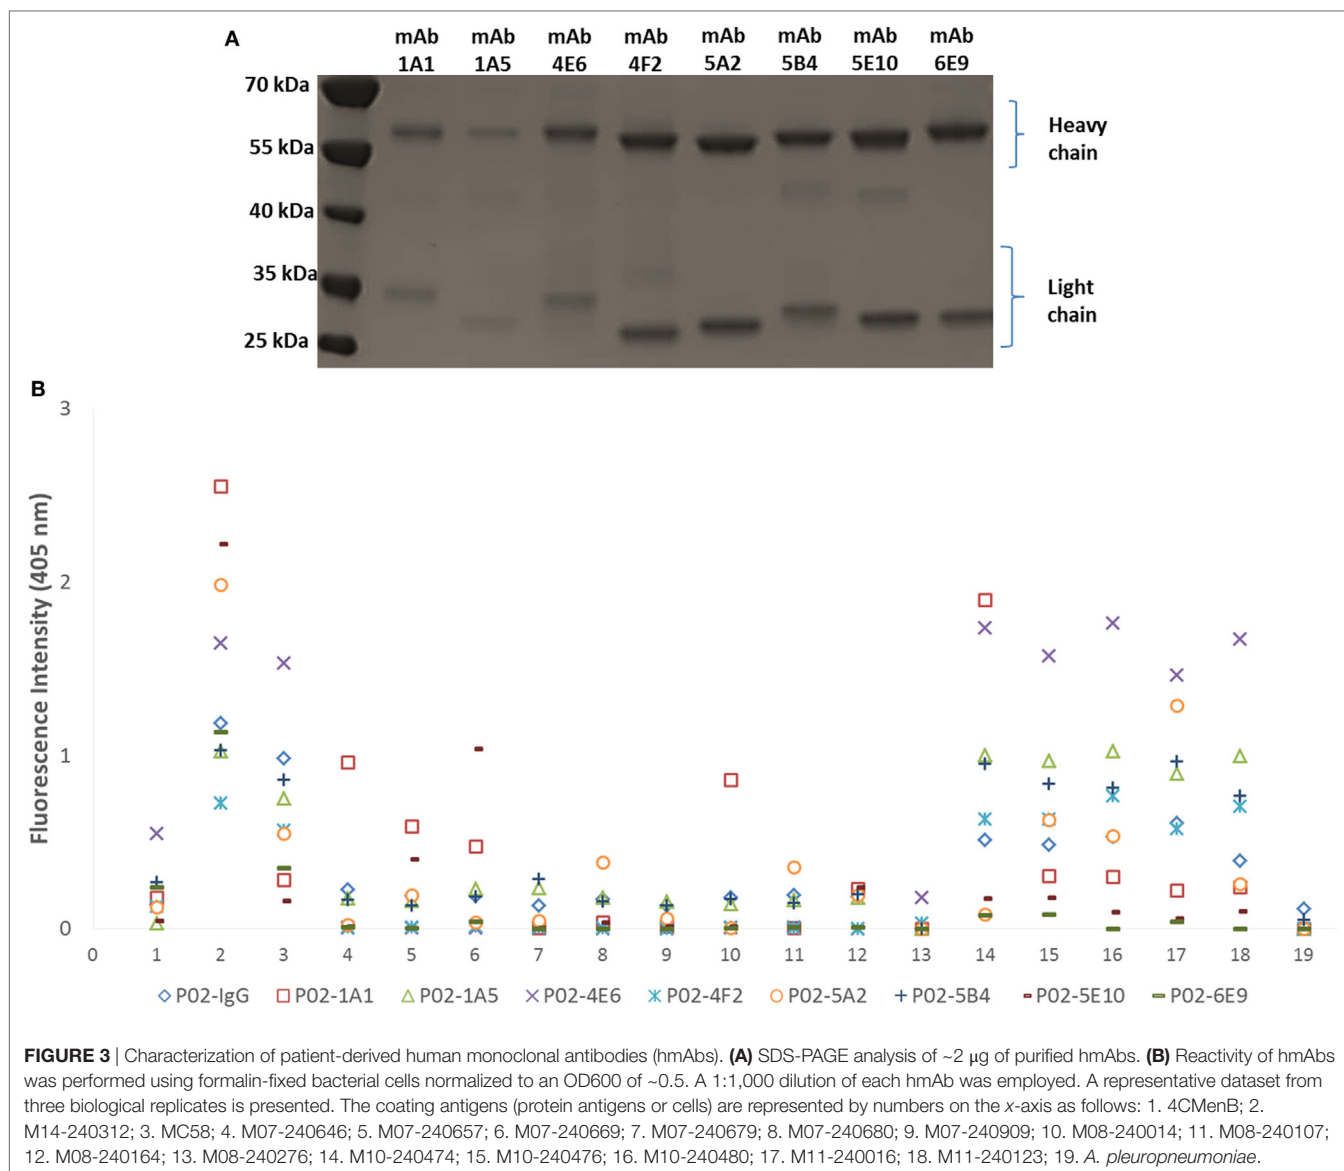 A
mAb mAb mAb mAb mAb mAb mAb mAb
1A1 1A5 4E6 4F2 5A2 5B4 5E10 6E9
70 kDa
55 kDa
40 kDa
35 kDa
25 kDa
Heavy
chain
Light
chain
B
Fluorescence Intensity (405 nm)
3
2
1
0
0 1 2 3 4 5 6 7 8 9 10 11 12 13 14 15 16 17 18 19
P02-IgG P02-1A1 P02-1A5 P02-4E6 P02-4F2 P02-5A2 P02-5B4 P02-5E10 P02-6E9
FIGURE 3 | Characterization of patient-derived human monoclonal antibodies (hmAbs). (A) SDS-PAGE analysis of ~2 μg of purified hmAbs. (B) Reactivity of hmAbs
was performed using formalin-fixed bacterial cells normalized to an OD600 of ~0.5. A 1:1,000 dilution of each hmAb was employed. A representative dataset from
three biological replicates is presented. The coating antigens (protein antigens or cells) are represented by numbers on the x-axis as follows: 1. 4CMenB; 2.
M14-240312; 3. MC58; 4. M07-240646; 5. M07-240657; 6. M07-240669; 7. M07-240679; 8. M07-240680; 9. M07-240909; 10. M08-240014; 11. M08-240107;
12. M08-240164; 13. M08-240276; 14. M10-240474; 15. M10-240476; 16. M10-240480; 17. M11-240016; 18. M11-240123; 19. A. pleuropneumoniae.